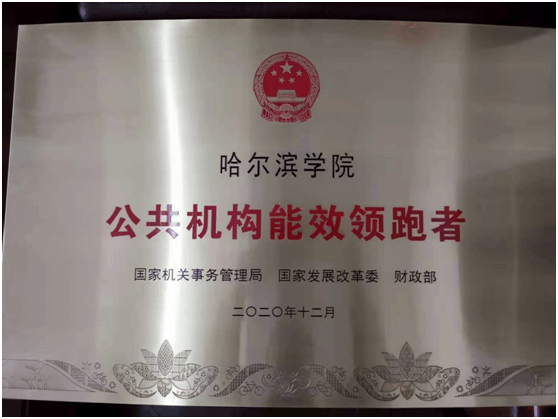 哈尔滨学院
公共机构能效领跑者
国家机关事务管理局 国家发展改革委 财政部
二〇二〇年十二月